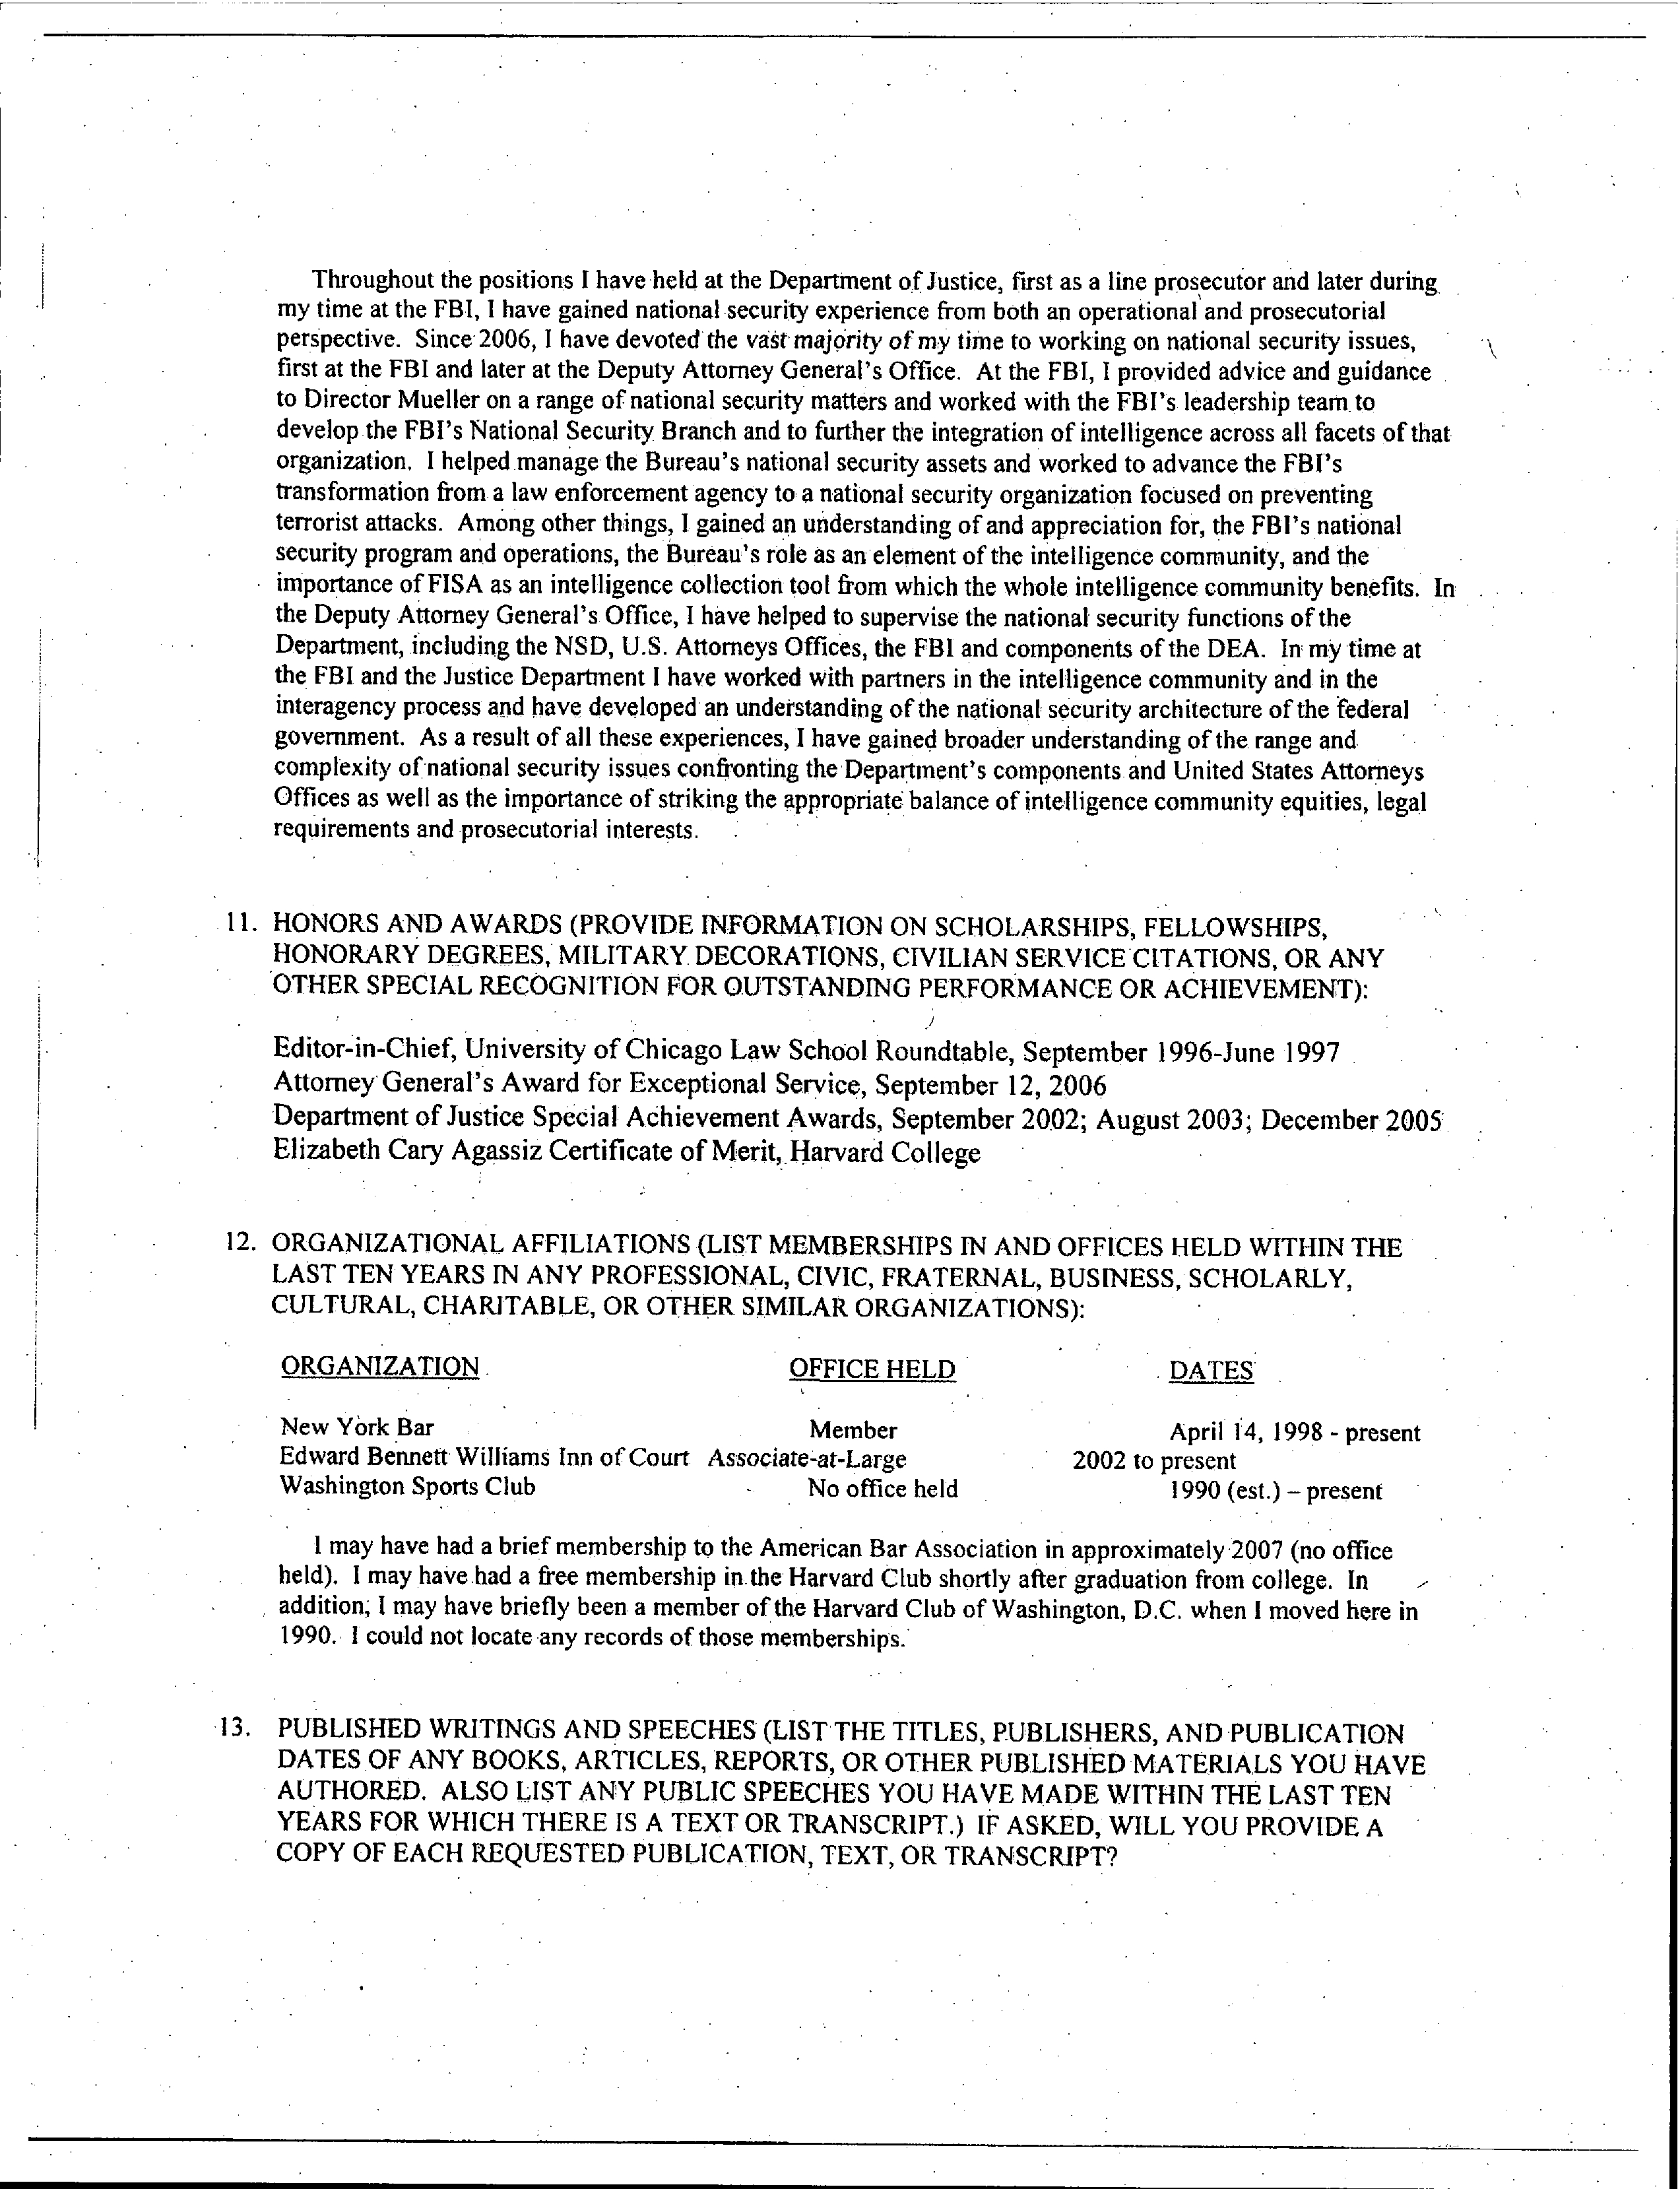 Throughout the positions I have held at the Department of Justice, first as a line prosecutor and later during
my time at the FBI, I have gained national security experience from both an operational and prosecutorial
perspective. Since 2006, I have devoted the vast majority of my time to working on national security issues,
first at the FBI and later at the Deputy Attorney General's Office. At the FBI, I provided advice and guidance
to Director Mueller on a range of national security matters and worked with the FBI's leadership team to
develop the FBI's National Security Branch and to further the integration of intelligence across all facets of that
organization. I helped manage the Bureau's national security assets and worked to advance the FBI's
transformation from a law enforcement agency to a national security organization focused on preventing
terrorist attacks. Among other things, I gained an understanding of and appreciation for, the FBI's national
security program and operations, the Bureau's role as an element of the intelligence community, and the
importance of FISA as an intelligence collection tool from which the whole intelligence community benefits. In
the Deputy Attorney General's Office, I have helped to supervise the national security functions of the
Department, including the NSD, U.S. Attorneys Offices, the FBI and components of the DEA. In my time at
the FBI and the Justice Department I have worked with partners in the intelligence community and in the
interagency process and have developed an understanding of the national security architecture of the federal
government. As a result of all these experiences, I have gained broader understanding of the range and
complexity of national security issues confronting the Department's components and United States Attorneys
Offices as well as the importance of striking the appropriate balance of intelligence community equities, legal
requirements and prosecutorial interests.
11. HONORS AND AWARDS (PROVIDE INFORMATION ON SCHOLARSHIPS, FELLOWSHIPS,
HONORARY DEGREES, MILITARY DECORATIONS, CIVILIAN SERVICE CITATIONS, OR ANY
OTHER SPECIAL RECOGNITION FOR OUTSTANDING PERFORMANCE OR ACHIEVEMENT):
Editor-in-Chief, University of Chicago Law School Roundtable, September 1996-June 1997
Attorney General's Award for Exceptional Service, September 12, 2006
Department of Justice Special Achievement Awards, September 2002; August 2003; December 2005
Elizabeth Cary Agassiz Certificate of Merit, Harvard College
12. ORGANIZATIONAL AFFILIATIONS (LIST MEMBERSHIPS IN AND OFFICES HELD WITHIN THE
LAST TEN YEARS IN ANY PROFESSIONAL, CIVIC, FRATERNAL, BUSINESS, SCHOLARLY,
CULTURAL, CHARITABLE, OR OTHER SIMILAR ORGANIZATIONS):
ORGANIZATION OFFICE HELD DATES
New York Bar Member April 14, 1998 - present
Edward Bennett Williams Inn of Court Associate-at-Large 2002 to present
Washington Sports Club No office held 1990 (est.) – present
I may have had a brief membership to the American Bar Association in approximately 2007 (no office
held). I may have had a free membership in the Harvard Club shortly after graduation from college. In
addition, I may have briefly been a member of the Harvard Club of Washington, D.C. when I moved here in
1990. I could not locate any records of those memberships.
13. PUBLISHED WRITINGS AND SPEECHES (LIST THE TITLES, PUBLISHERS, AND PUBLICATION
DATES OF ANY BOOKS, ARTICLES, REPORTS, OR OTHER PUBLISHED MATERIALS YOU HAVE
AUTHORED. ALSO LIST ANY PUBLIC SPEECHES YOU HAVE MADE WITHIN THE LAST TEN
YEARS FOR WHICH THERE IS A TEXT OR TRANSCRIPT.) IF ASKED, WILL YOU PROVIDE A
COPY OF EACH REQUESTED PUBLICATION, TEXT, OR TRANSCRIPT?